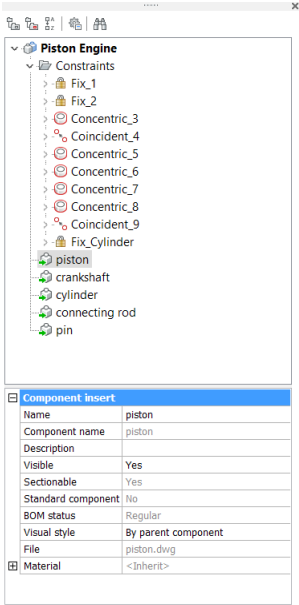 Piston Engine
Constraints
Fix_1
Fix_2
Concentric_3
Coincident_4
Concentric_5
Concentric_6
Concentric_7
Concentric_8
Coincident_9
Fix_Cylinder
piston
crankshaft
cylinder
connecting rod
pin
Component insert
Name piston
Component name piston
Description
Visible Yes
Sectionable Yes
Standard component No
BOM status Regular
Visual style By parent component
File piston.dwg
Material <Inherit>